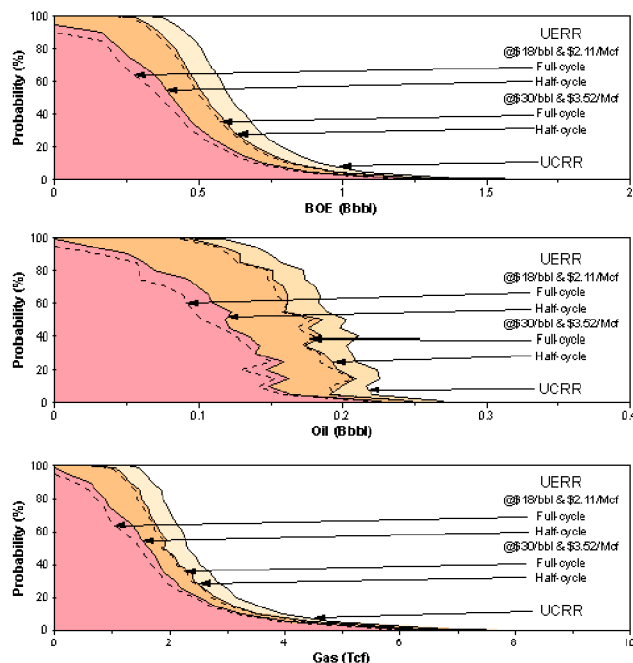 100
80
60
40
20
0
Probability (%)
UERR
@$18/bbl & $2.11/Mcf
Full-cycle
Half-cycle
@$30/bbl & $3.52/Mcf
Full-cycle
Half-cycle
UCRR
0 0.5 1 1.5 2
BOE (Bbbl)
100
80
60
40
20
0
Probability (%)
UERR
@$18/bbl & $2.11/Mcf
Full-cycle
Half-cycle
@$30/bbl & $3.52/Mcf
Full-cycle
Half-cycle
UCRR
0 0.1 0.2 0.3 0.4
Oil (Bbbl)
100
80
60
40
20
0
Probability (%)
UERR
@$18/bbl & $2.11/Mcf
Full-cycle
Half-cycle
@$30/bbl & $3.52/Mcf
Full-cycle
Half-cycle
UCRR
0 2 4 6 8 10
Gas (Tcf)